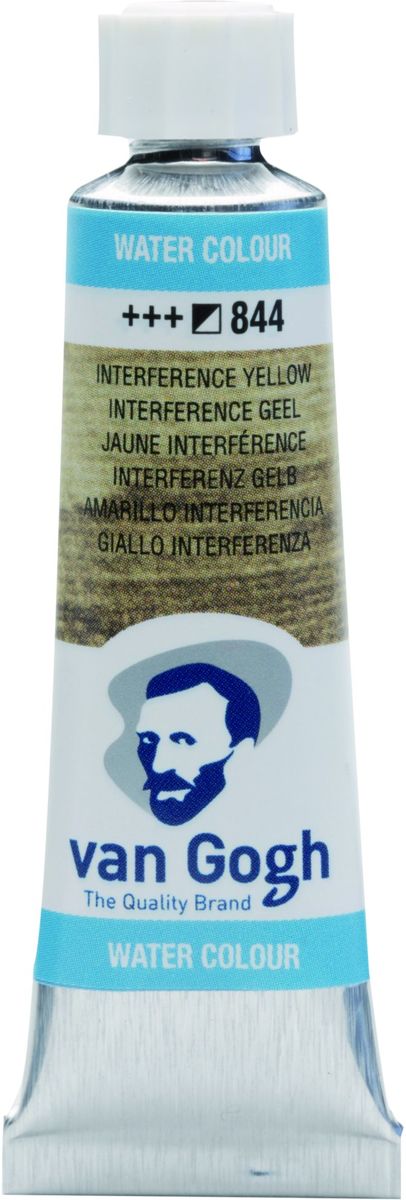 WATER COLOUR
+++ 844
INTERFERENCE YELLOW
INTERFERENCE GEEL
JAUNE INTERFÉRENCE
INTERFERENZ GELB
AMARILLO INTERFERENCIA
GIALLO INTERFERENZA
van Gogh
The Quality Brand
WATER COLOUR